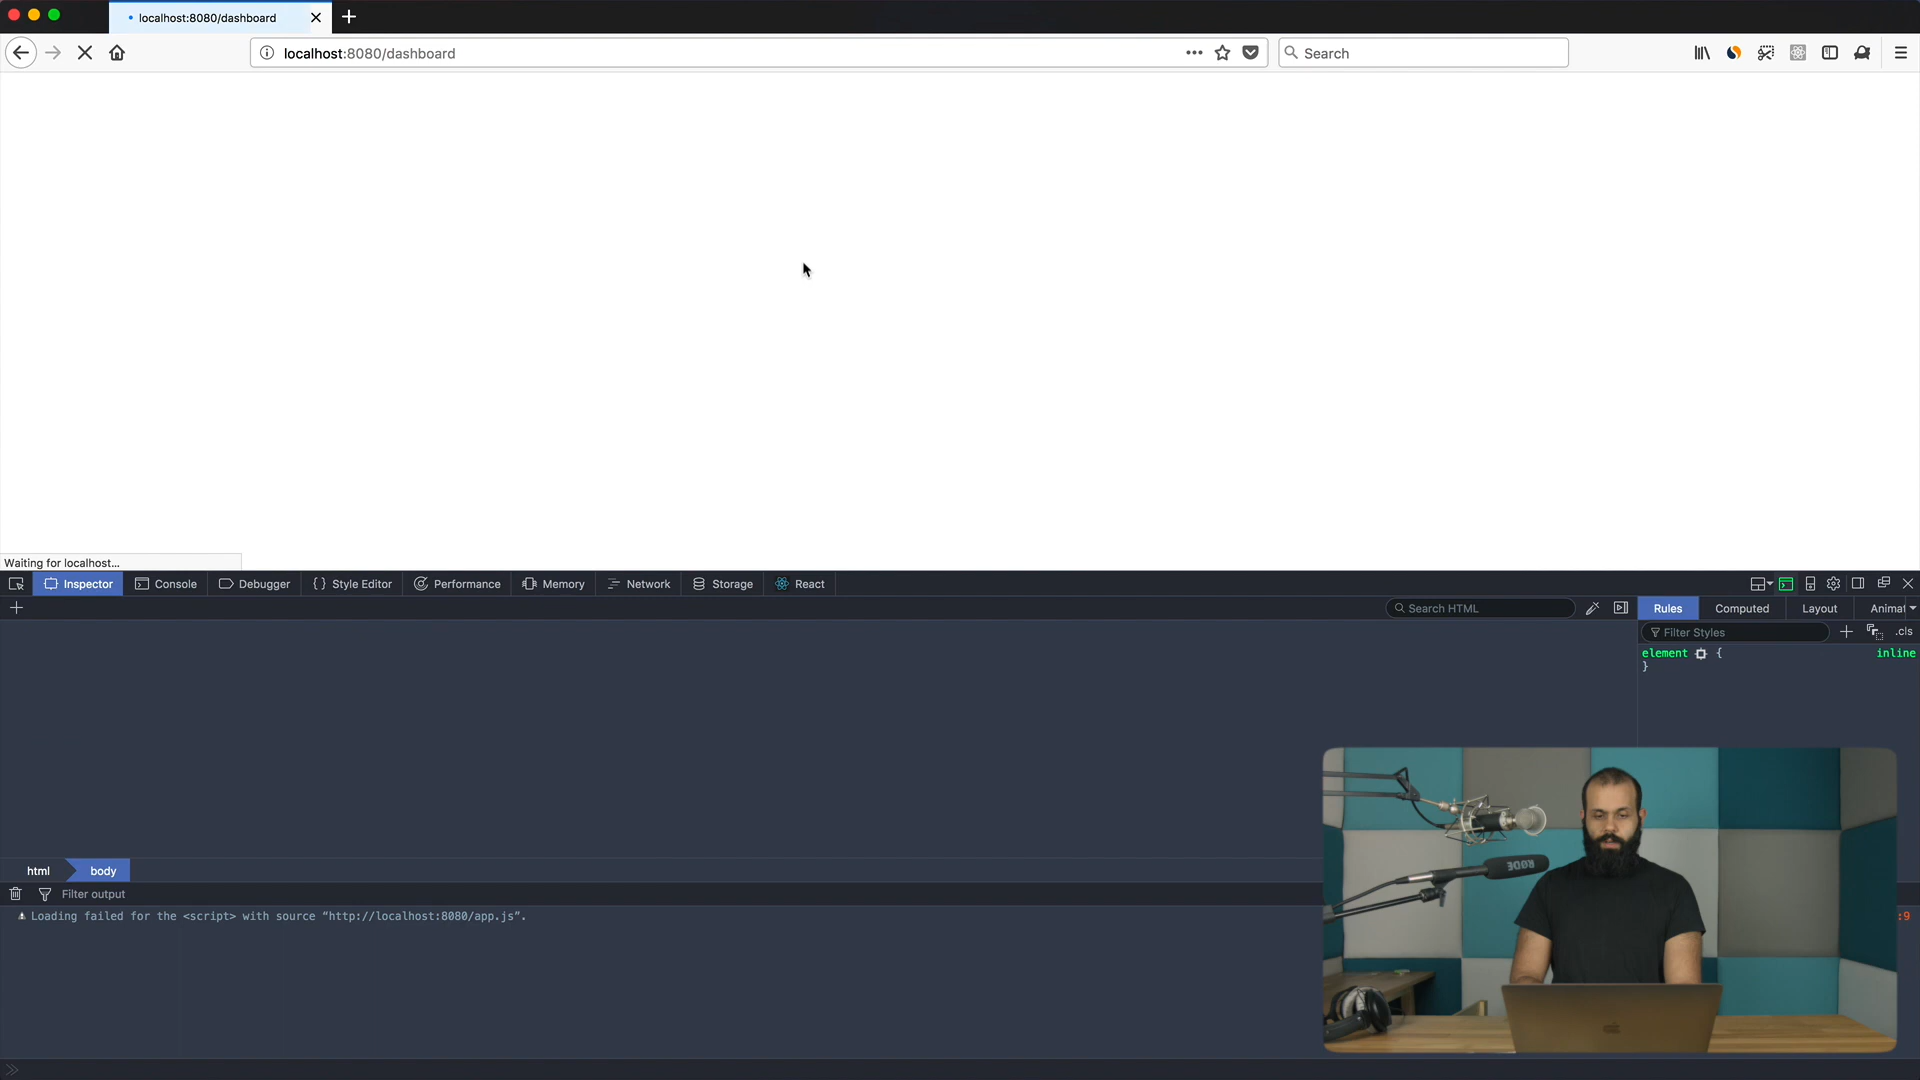 localhost:8080/dashboard
localhost:8080/dashboard
Search
Waiting for localhost...
Inspector Console Debugger Style Editor Performance Memory Network Storage React
Search HTML
Rules Computed Layout Animat
Filter Styles
.cls
element { inline
}
html body
Filter output
Loading failed for the <script> with source “http://localhost:8080/app.js”.
:9
RØDE